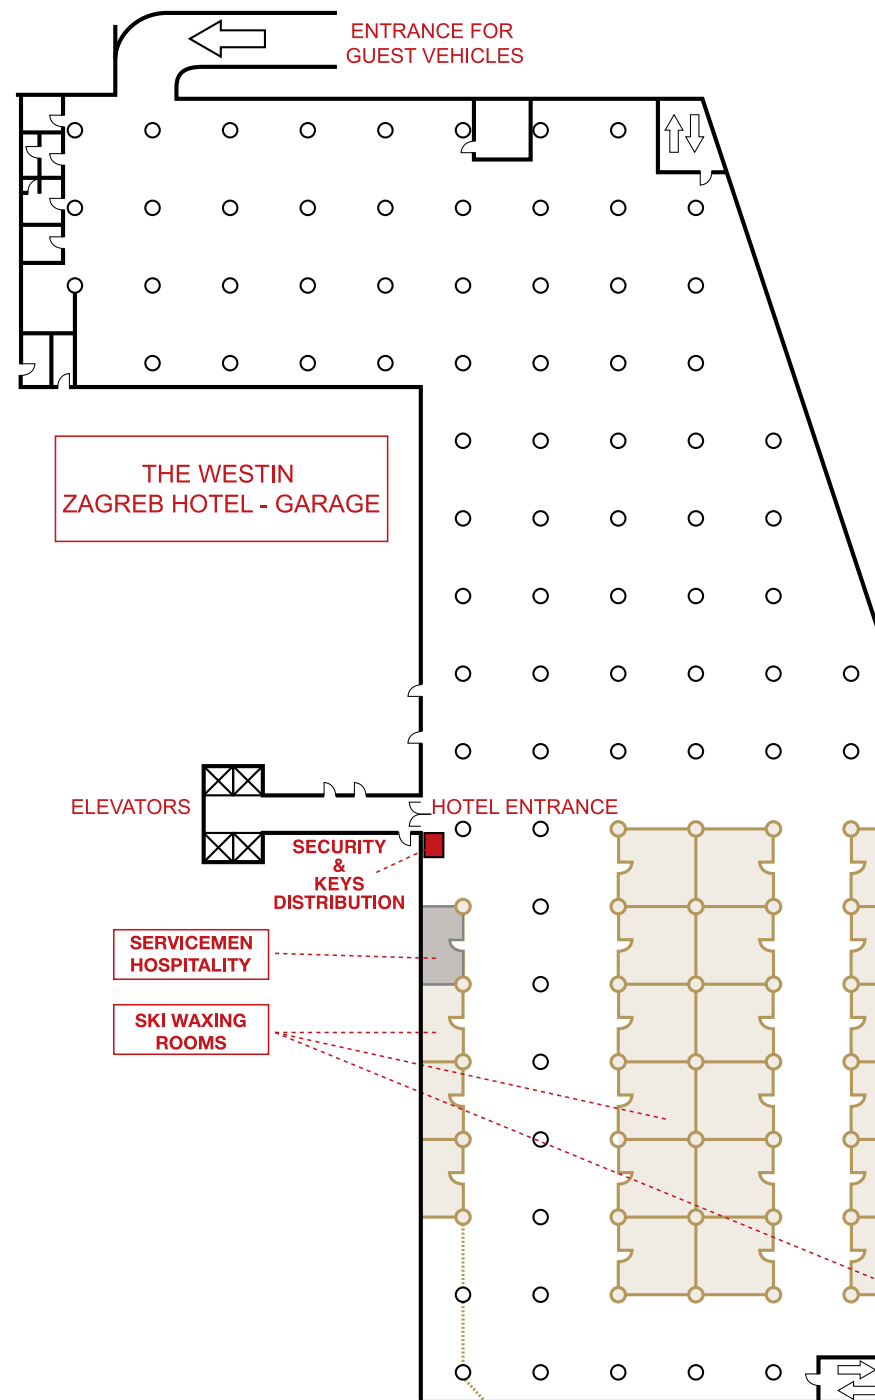 ENTRANCE FOR
GUEST VEHICLES
THE WESTIN
ZAGREB HOTEL - GARAGE
ELEVATORS
HOTEL ENTRANCE
SECURITY
&
KEYS
DISTRIBUTION
SERVICEMEN
HOSPITALITY
SKI WAXING
ROOMS